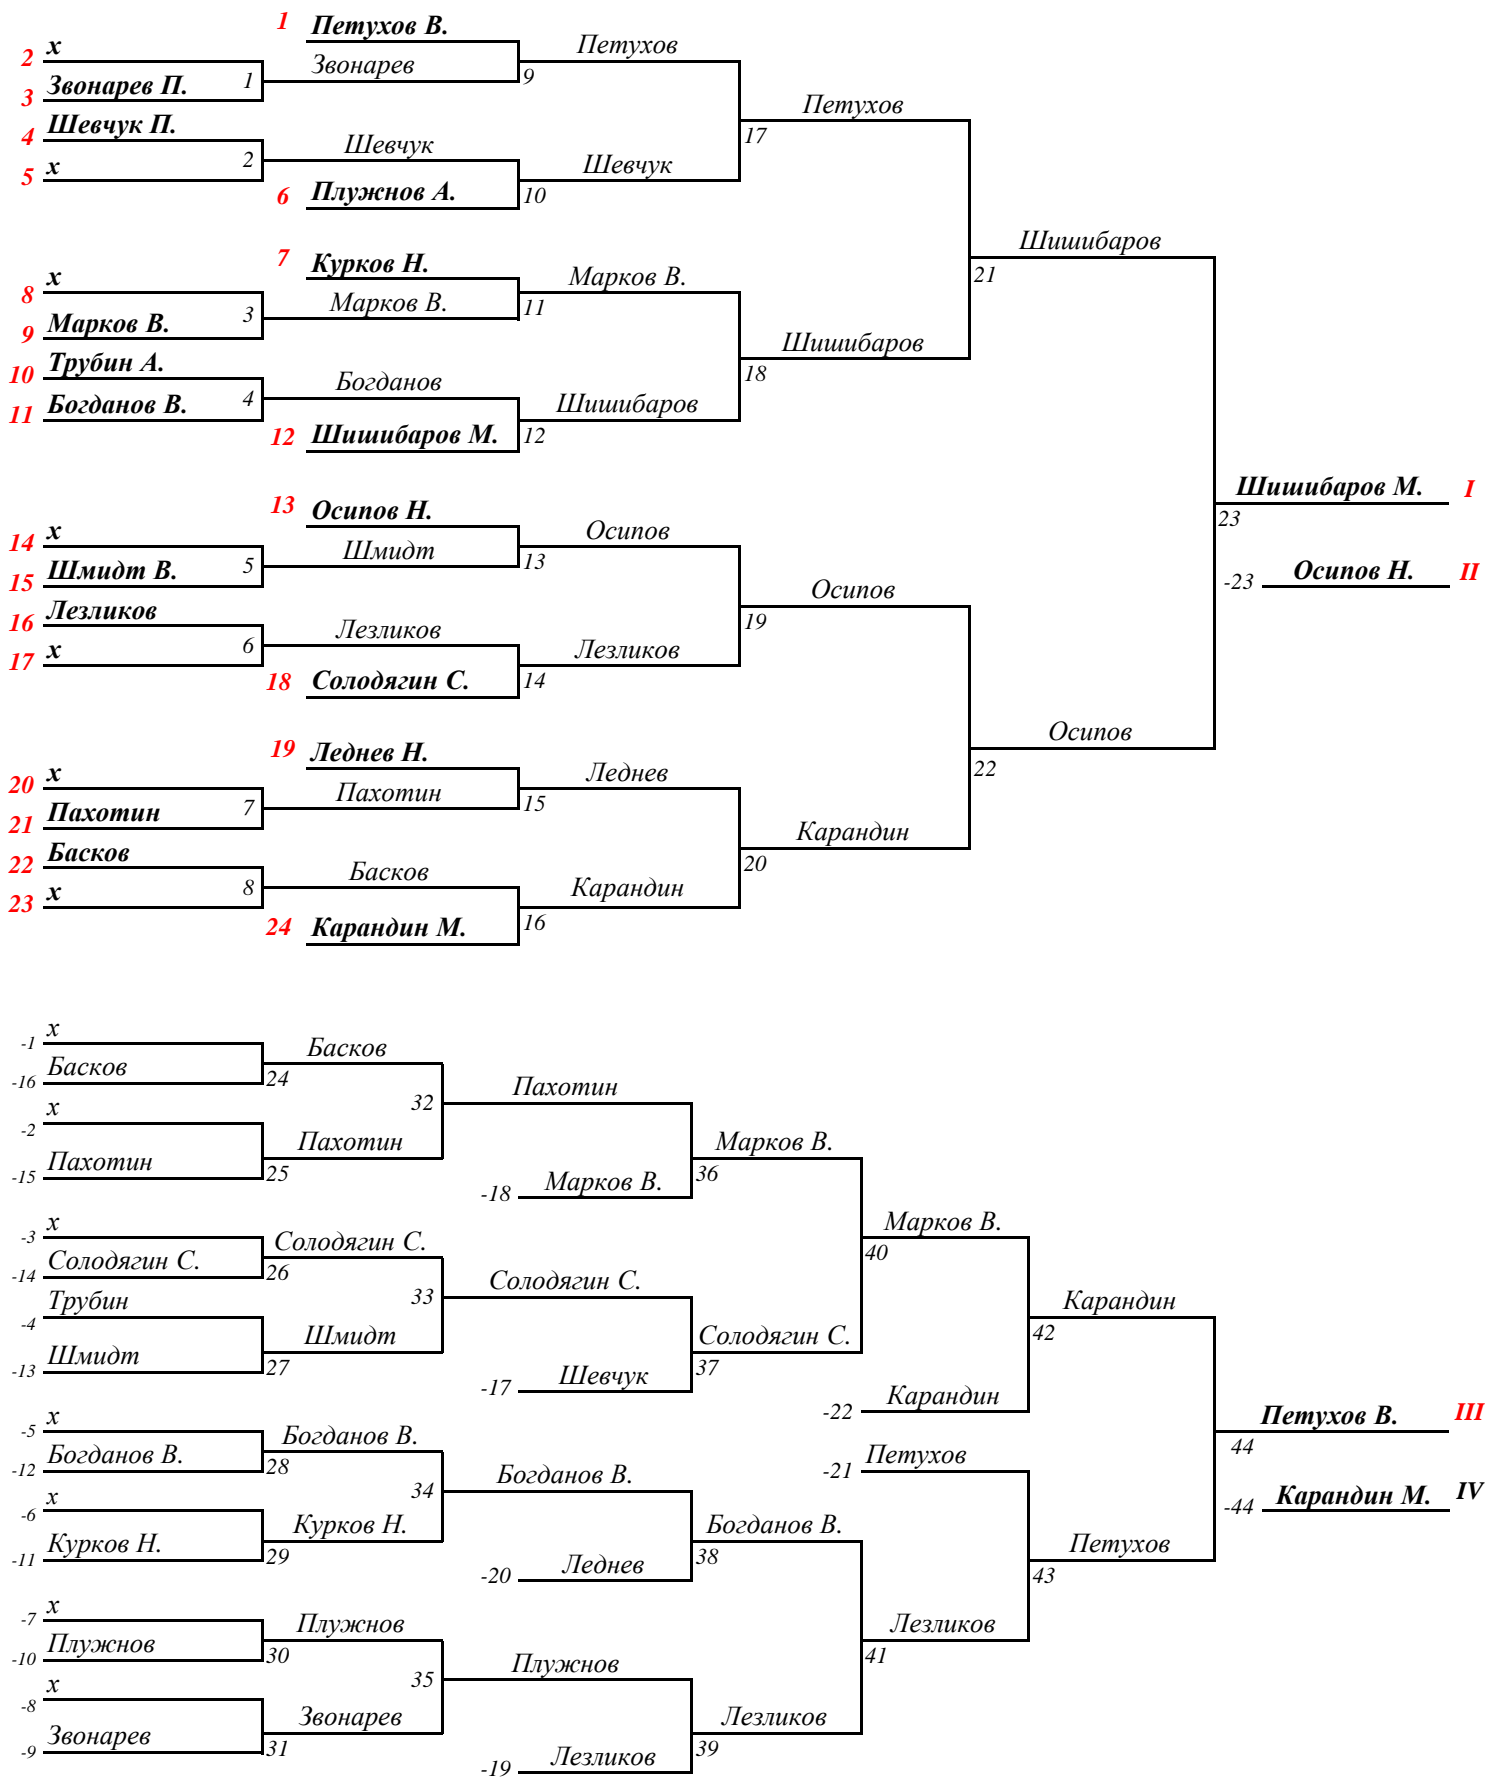 1 Петухов В.
2 x
Звонарев
Петухов
3 Звонарев П.
1
9
4 Шевчук П.
5 x
2
Шевчук
6 Плужнов А.
10
Шевчук
17
Петухов
7 Курков Н.
8 x
9 Марков В.
3
Марков В.
11
Марков В.
10 Трубин А.
11 Богданов В.
4
Богданов
12 Шишибаров М.
12
Шишибаров
18
Шишибаров
21
Шишибаров
13 Осипов Н.
14 x
15 Шмидт В.
5
Шмидт
13
Осипов
16 Лезликов
17 x
6
Лезликов
18 Солодягин С.
14
Лезликов
19
Осипов
19 Леднев Н.
20 x
21 Пахотин
7
Пахотин
15
Леднев
22 Басков
23 x
8
Басков
24 Карандин М.
16
Карандин
20
Карандин
22
Осипов
23
Шишибаров М. I
-23 Осипов Н. II
-1 x
-16 Басков
24
Басков
-2 x
-15 Пахотин
25
Пахотин
32
Пахотин
-18 Марков В.
36
Марков В.
-3 x
-14 Солодягин С.
26
Солодягин С.
-4 Трубин
-13 Шмидт
27
Шмидт
33
Солодягин С.
-17 Шевчук
37
Солодягин С.
40
Марков В.
-22 Карандин
42
Карандин
-5 x
-12 Богданов В.
28
Богданов В.
-6 x
-11 Курков Н.
29
Курков Н.
34
Богданов В.
-20 Леднев
38
Богданов В.
-7 x
-10 Плужнов
30
Плужнов
-8 x
-9 Звонарев
31
Звонарев
35
Плужнов
-19 Лезликов
39
Лезликов
41
Лезликов
-21 Петухов
43
Петухов
44
Петухов В. III
-44 Карандин М. IV